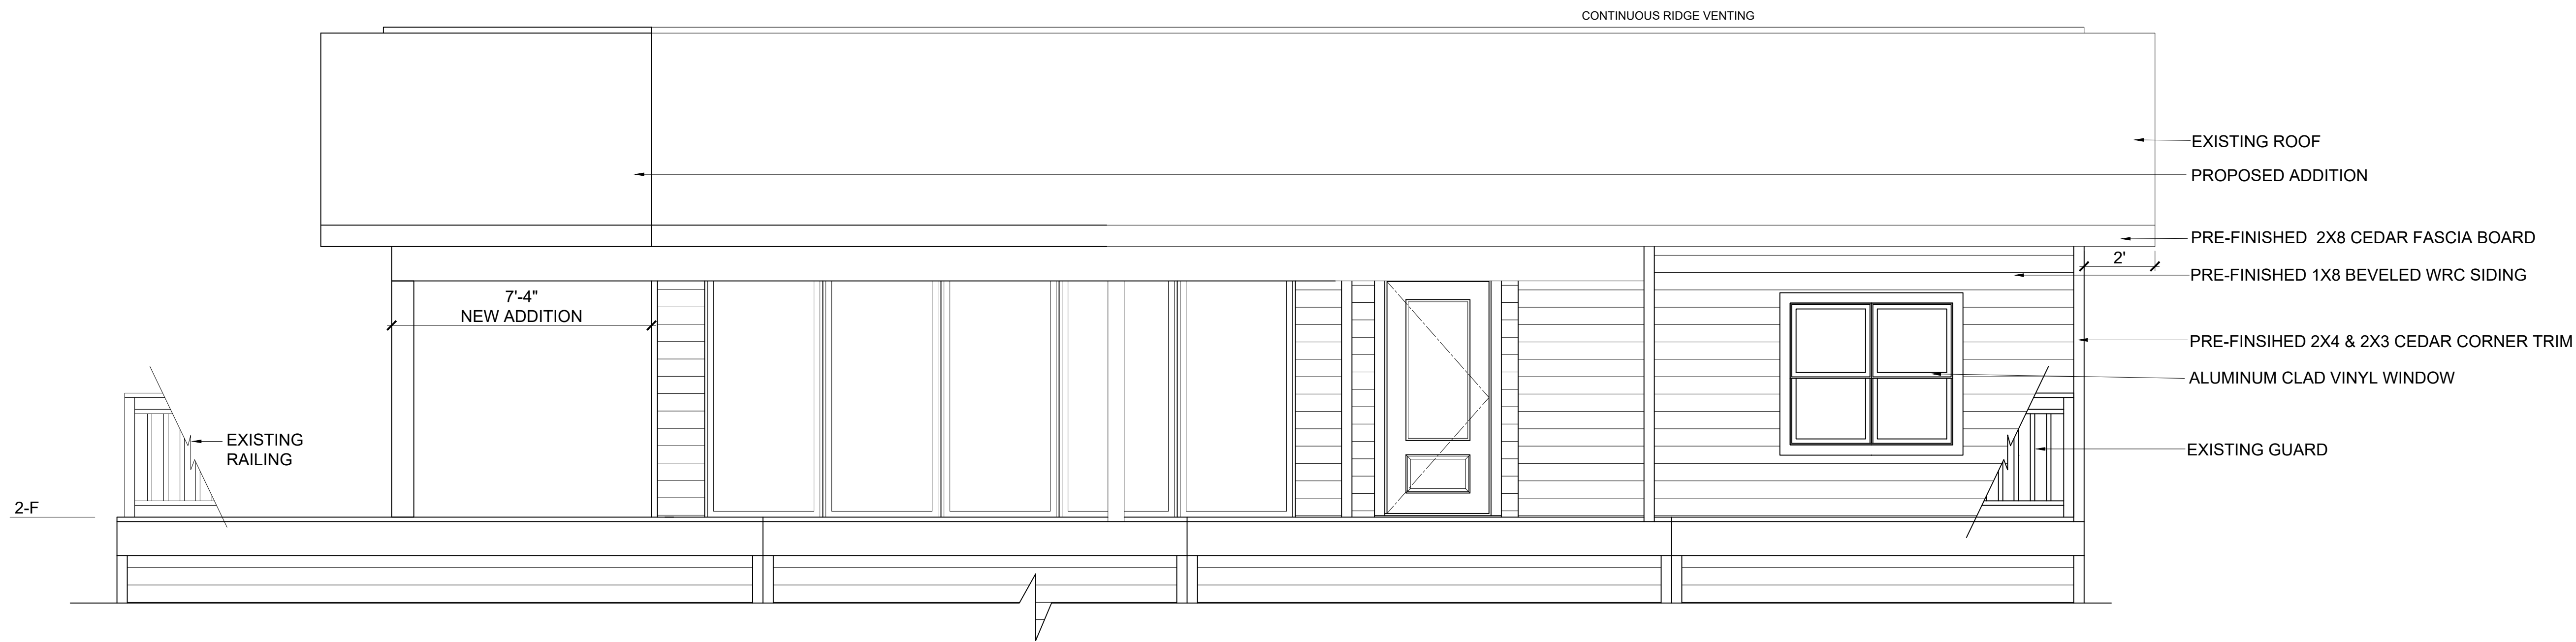 CONTINUOUS RIDGE VENTING
EXISTING ROOF
PROPOSED ADDITION
PRE-FINISHED 2X8 CEDAR FASCIA BOARD
2'
PRE-FINISHED 1X8 BEVELED WRC SIDING
7'-4"
NEW ADDITION
PRE-FINSIHED 2X4 & 2X3 CEDAR CORNER TRIM
ALUMINUM CLAD VINYL WINDOW
EXISTING
RAILING
EXISTING GUARD
2-F